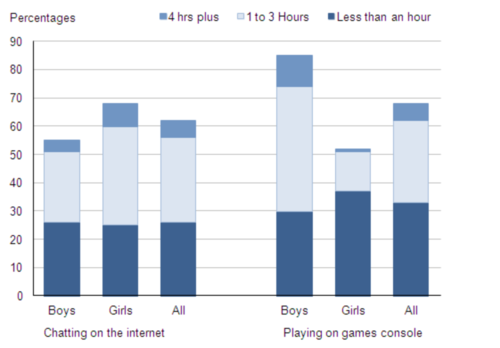 Percentages
4 hrs plus 1 to 3 Hours Less than an hour
90
80
70
60
50
40
30
20
10
0
Boys Girls All Boys Girls All
Chatting on the internet Playing on games console